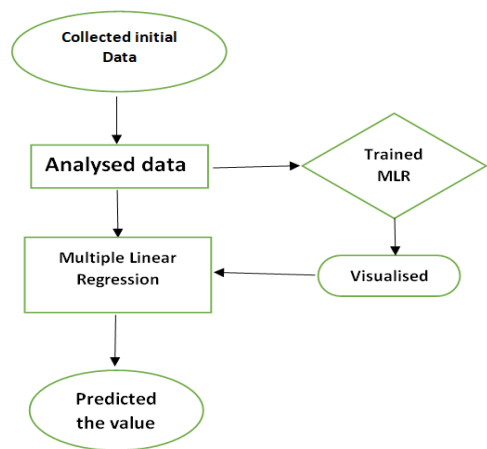 Collected initial
Data
Analysed data
Trained
MLR
Multiple Linear
Regression
Visualised
Predicted
the value